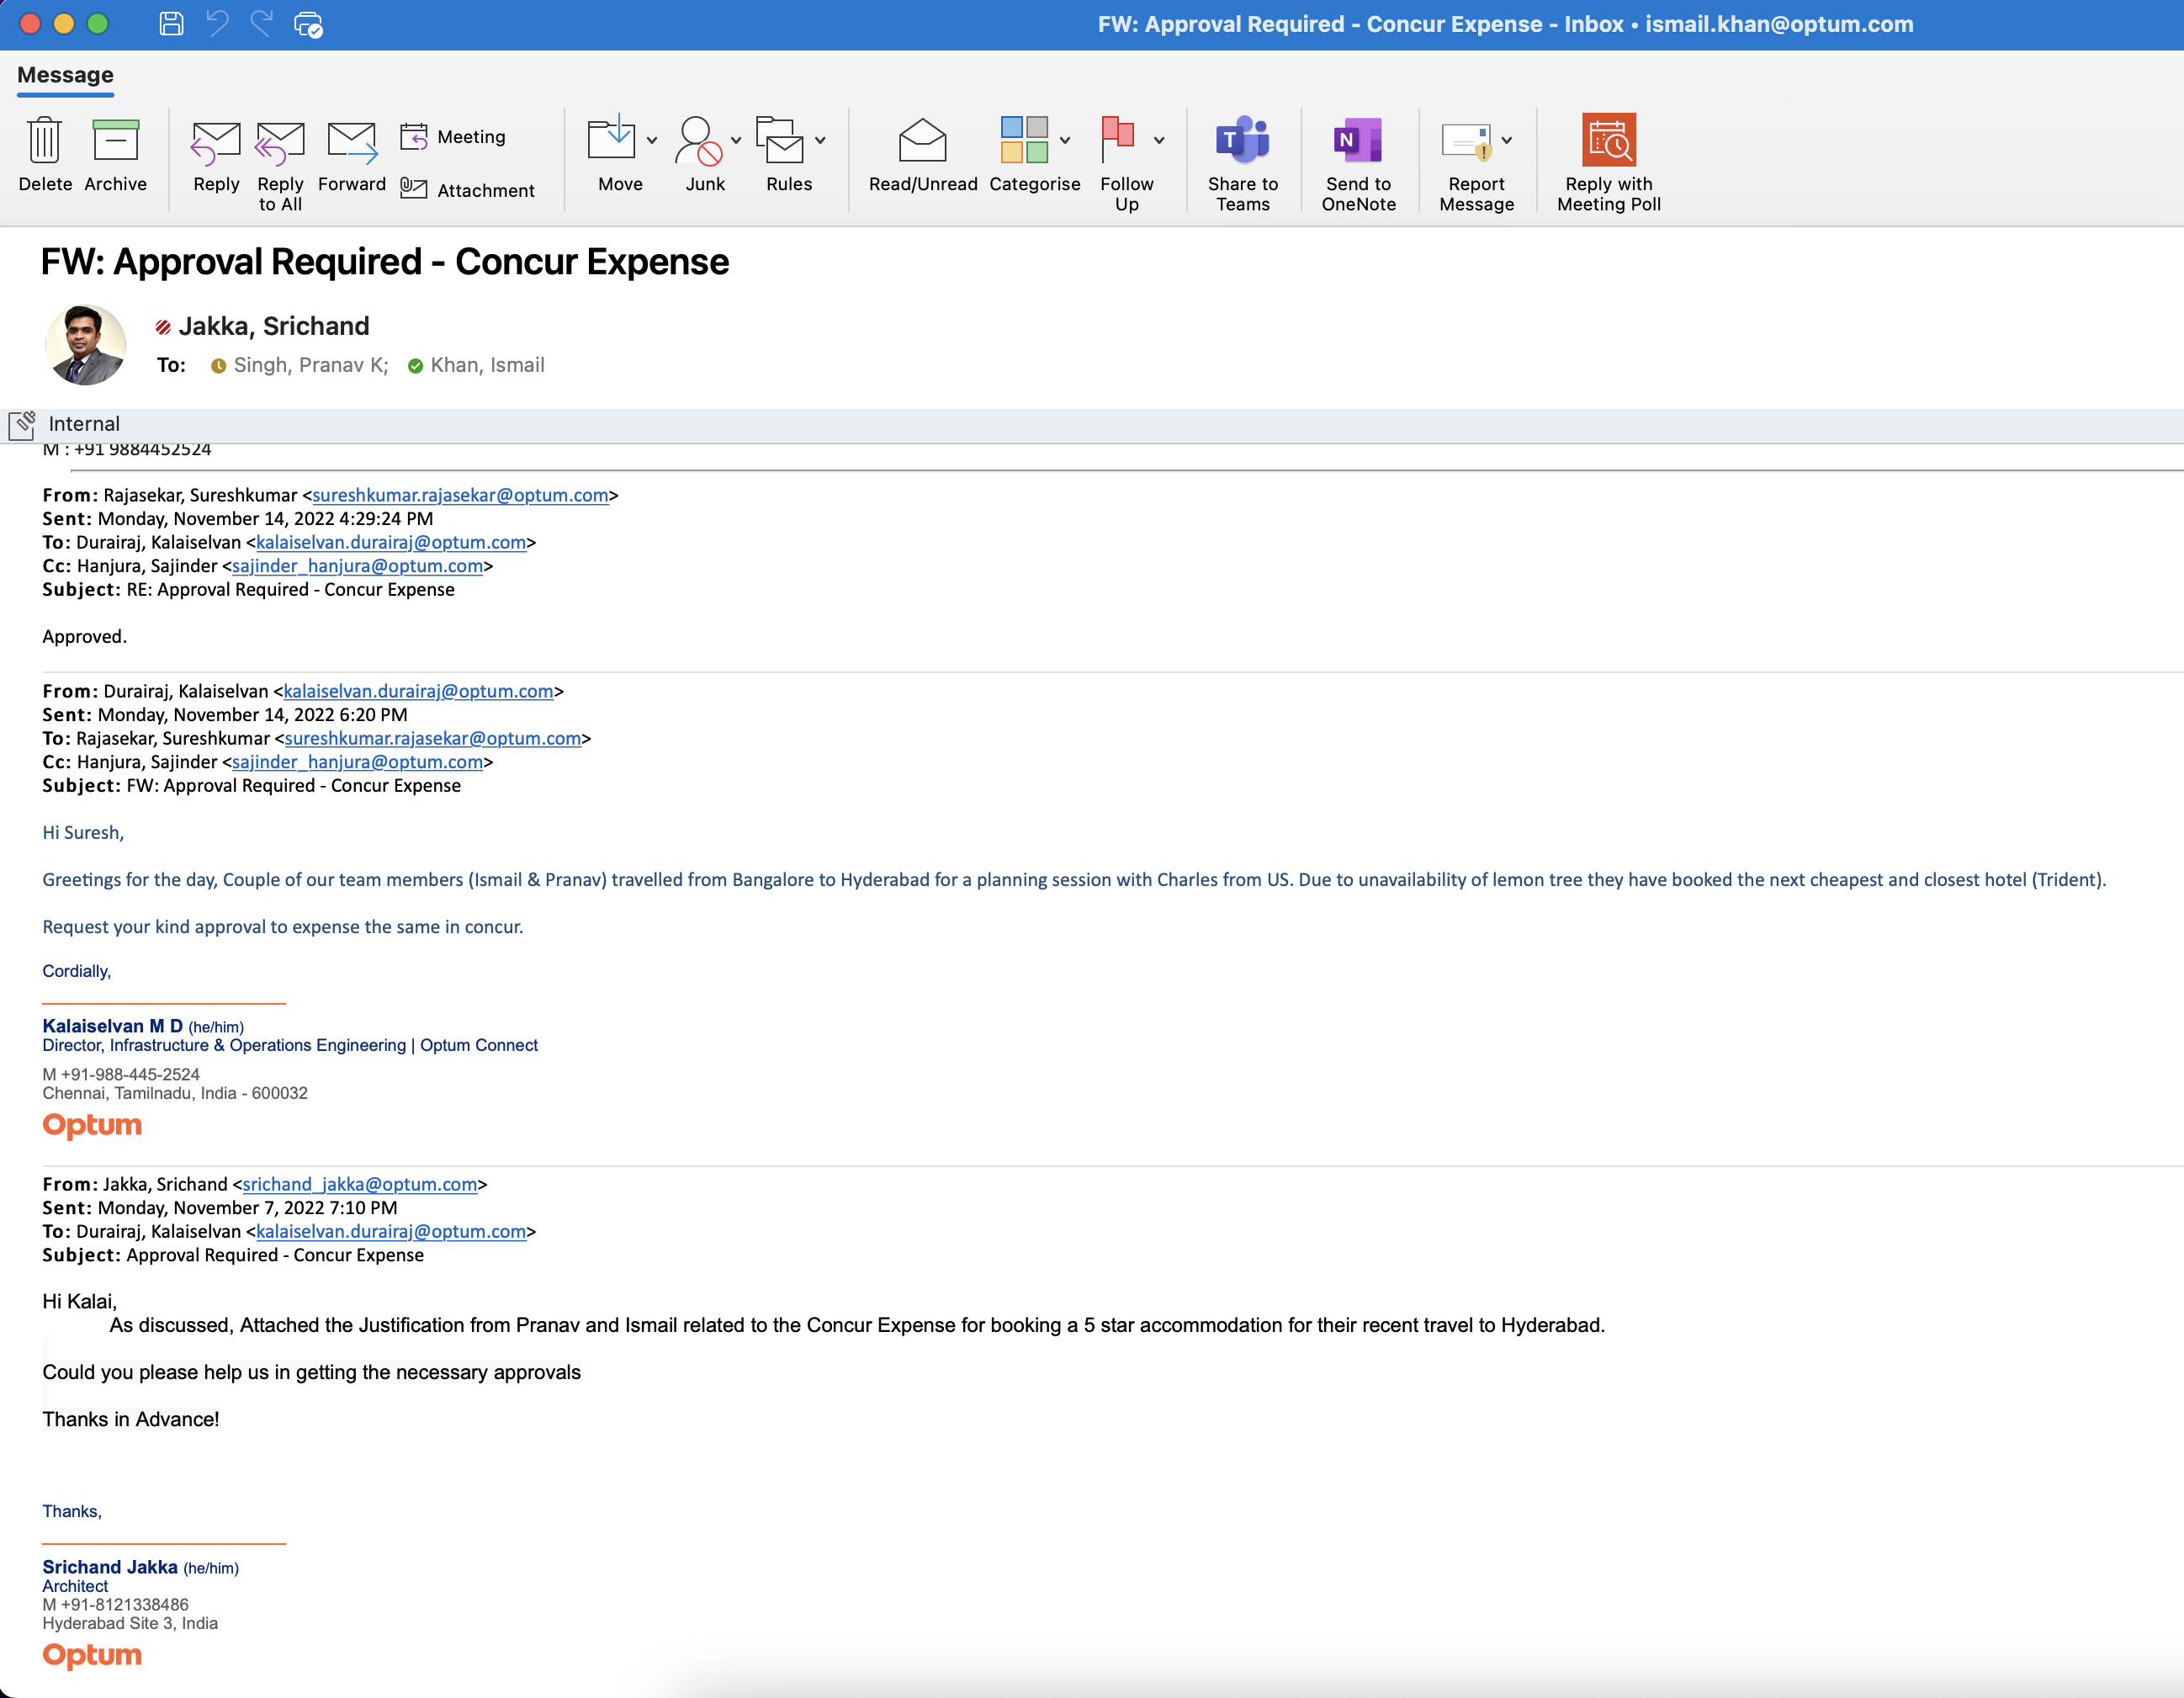 FW: Approval Required - Concur Expense - Inbox • ismail.khan@optum.com
Message
Delete
Archive
Reply
Reply to All
Forward
Meeting
Attachment
Move
Junk
Rules
Read/Unread
Categorise
Follow Up
Share to Teams
Send to OneNote
Report Message
Reply with Meeting Poll
FW: Approval Required - Concur Expense
Jakka, Srichand
To: Singh, Pranav K; Khan, Ismail
Internal
M : +91 9884452524
From: Rajasekar, Sureshkumar <sureshkumar.rajasekar@optum.com>
Sent: Monday, November 14, 2022 4:29:24 PM
To: Durairaj, Kalaiselvan <kalaiselvan.durairaj@optum.com>
Cc: Hanjura, Sajinder <sajinder_hanjura@optum.com>
Subject: RE: Approval Required - Concur Expense
Approved.
From: Durairaj, Kalaiselvan <kalaiselvan.durairaj@optum.com>
Sent: Monday, November 14, 2022 6:20 PM
To: Rajasekar, Sureshkumar <sureshkumar.rajasekar@optum.com>
Cc: Hanjura, Sajinder <sajinder_hanjura@optum.com>
Subject: FW: Approval Required - Concur Expense
Hi Suresh,
Greetings for the day, Couple of our team members (Ismail & Pranav) travelled from Bangalore to Hyderabad for a planning session with Charles from US. Due to unavailability of lemon tree they have booked the next cheapest and closest hotel (Trident).
Request your kind approval to expense the same in concur.
Cordially,
Kalaiselvan M D (he/him)
Director, Infrastructure & Operations Engineering | Optum Connect
M +91-988-445-2524
Chennai, Tamilnadu, India - 600032
Optum
From: Jakka, Srichand <srichand_jakka@optum.com>
Sent: Monday, November 7, 2022 7:10 PM
To: Durairaj, Kalaiselvan <kalaiselvan.durairaj@optum.com>
Subject: Approval Required - Concur Expense
Hi Kalai,
As discussed, Attached the Justification from Pranav and Ismail related to the Concur Expense for booking a 5 star accommodation for their recent travel to Hyderabad.
Could you please help us in getting the necessary approvals
Thanks in Advance!
Thanks,
Srichand Jakka (he/him)
Architect
M +91-8121338486
Hyderabad Site 3, India
Optum